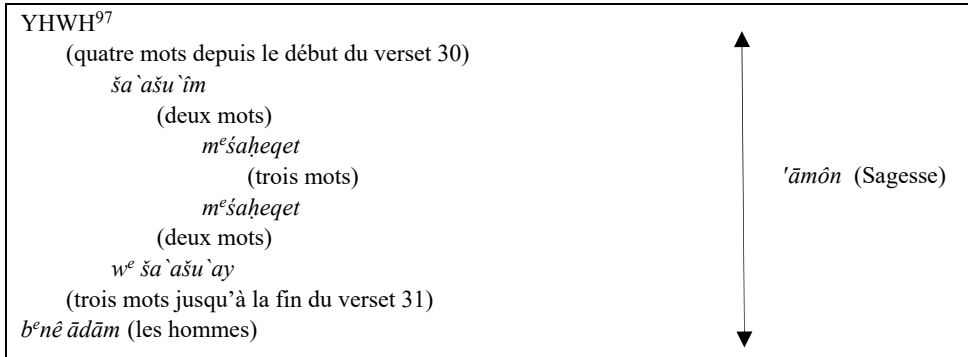 YHWH97
(quatre mots depuis le début du verset 30)
ša`ašu`îm
(deux mots)
meśaḥeqet
(trois mots)
'āmôn (Sagesse)
meśaḥeqet
(deux mots)
we ša`ašu`ay
(trois mots jusqu’à la fin du verset 31)
benê ādām (les hommes)